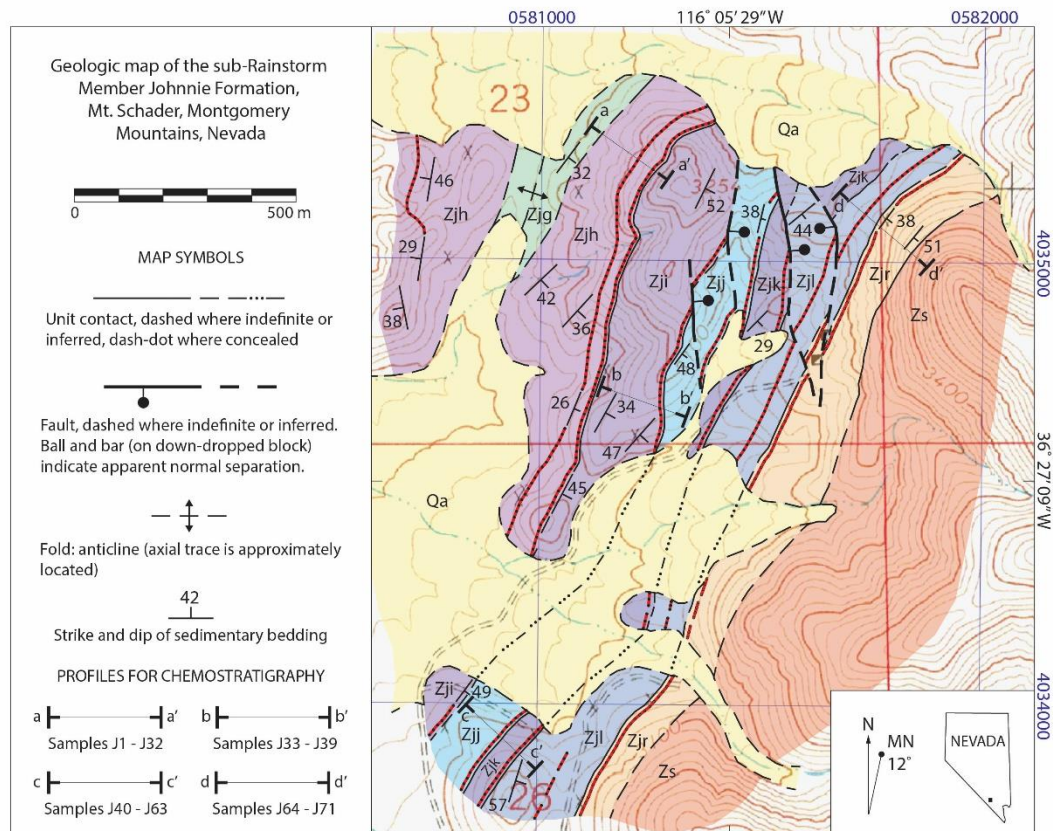 0581000
116° 05' 29" W
0582000
Geologic map of the sub-Rainstorm
Member Johnnie Formation,
Mt. Schader, Montgomery
Mountains, Nevada
0
500 m
MAP SYMBOLS
Unit contact, dashed where indefinite or
inferred, dash-dot where concealed
Fault, dashed where indefinite or inferred.
Ball and bar (on down-dropped block)
indicate apparent normal separation.
Fold: anticline (axial trace is approximately
located)
42
Strike and dip of sedimentary bedding
PROFILES FOR CHEMOSTRATIGRAPHY
a a'
Samples J1 - J32
b b'
Samples J33 - J39
c c'
Samples J40 - J63
d d'
Samples J64 - J71
23
Qa
a
32
a'
46
Zjh
Zjg
Zjh
3254
52
38
Zjk
d
44
38
51
d'
29
Zji
Zjj
Zjk
Zjl
Zjr
Zs
4035000
42
38
36
29
48
3400
b
34
b'
26
47
45
Qa
36° 27' 09" W
Zji
49
c
Zjj
Zjk
c'
Zjl
Zjr
Zs
57
26
4034000
N
MN
12°
NEVADA